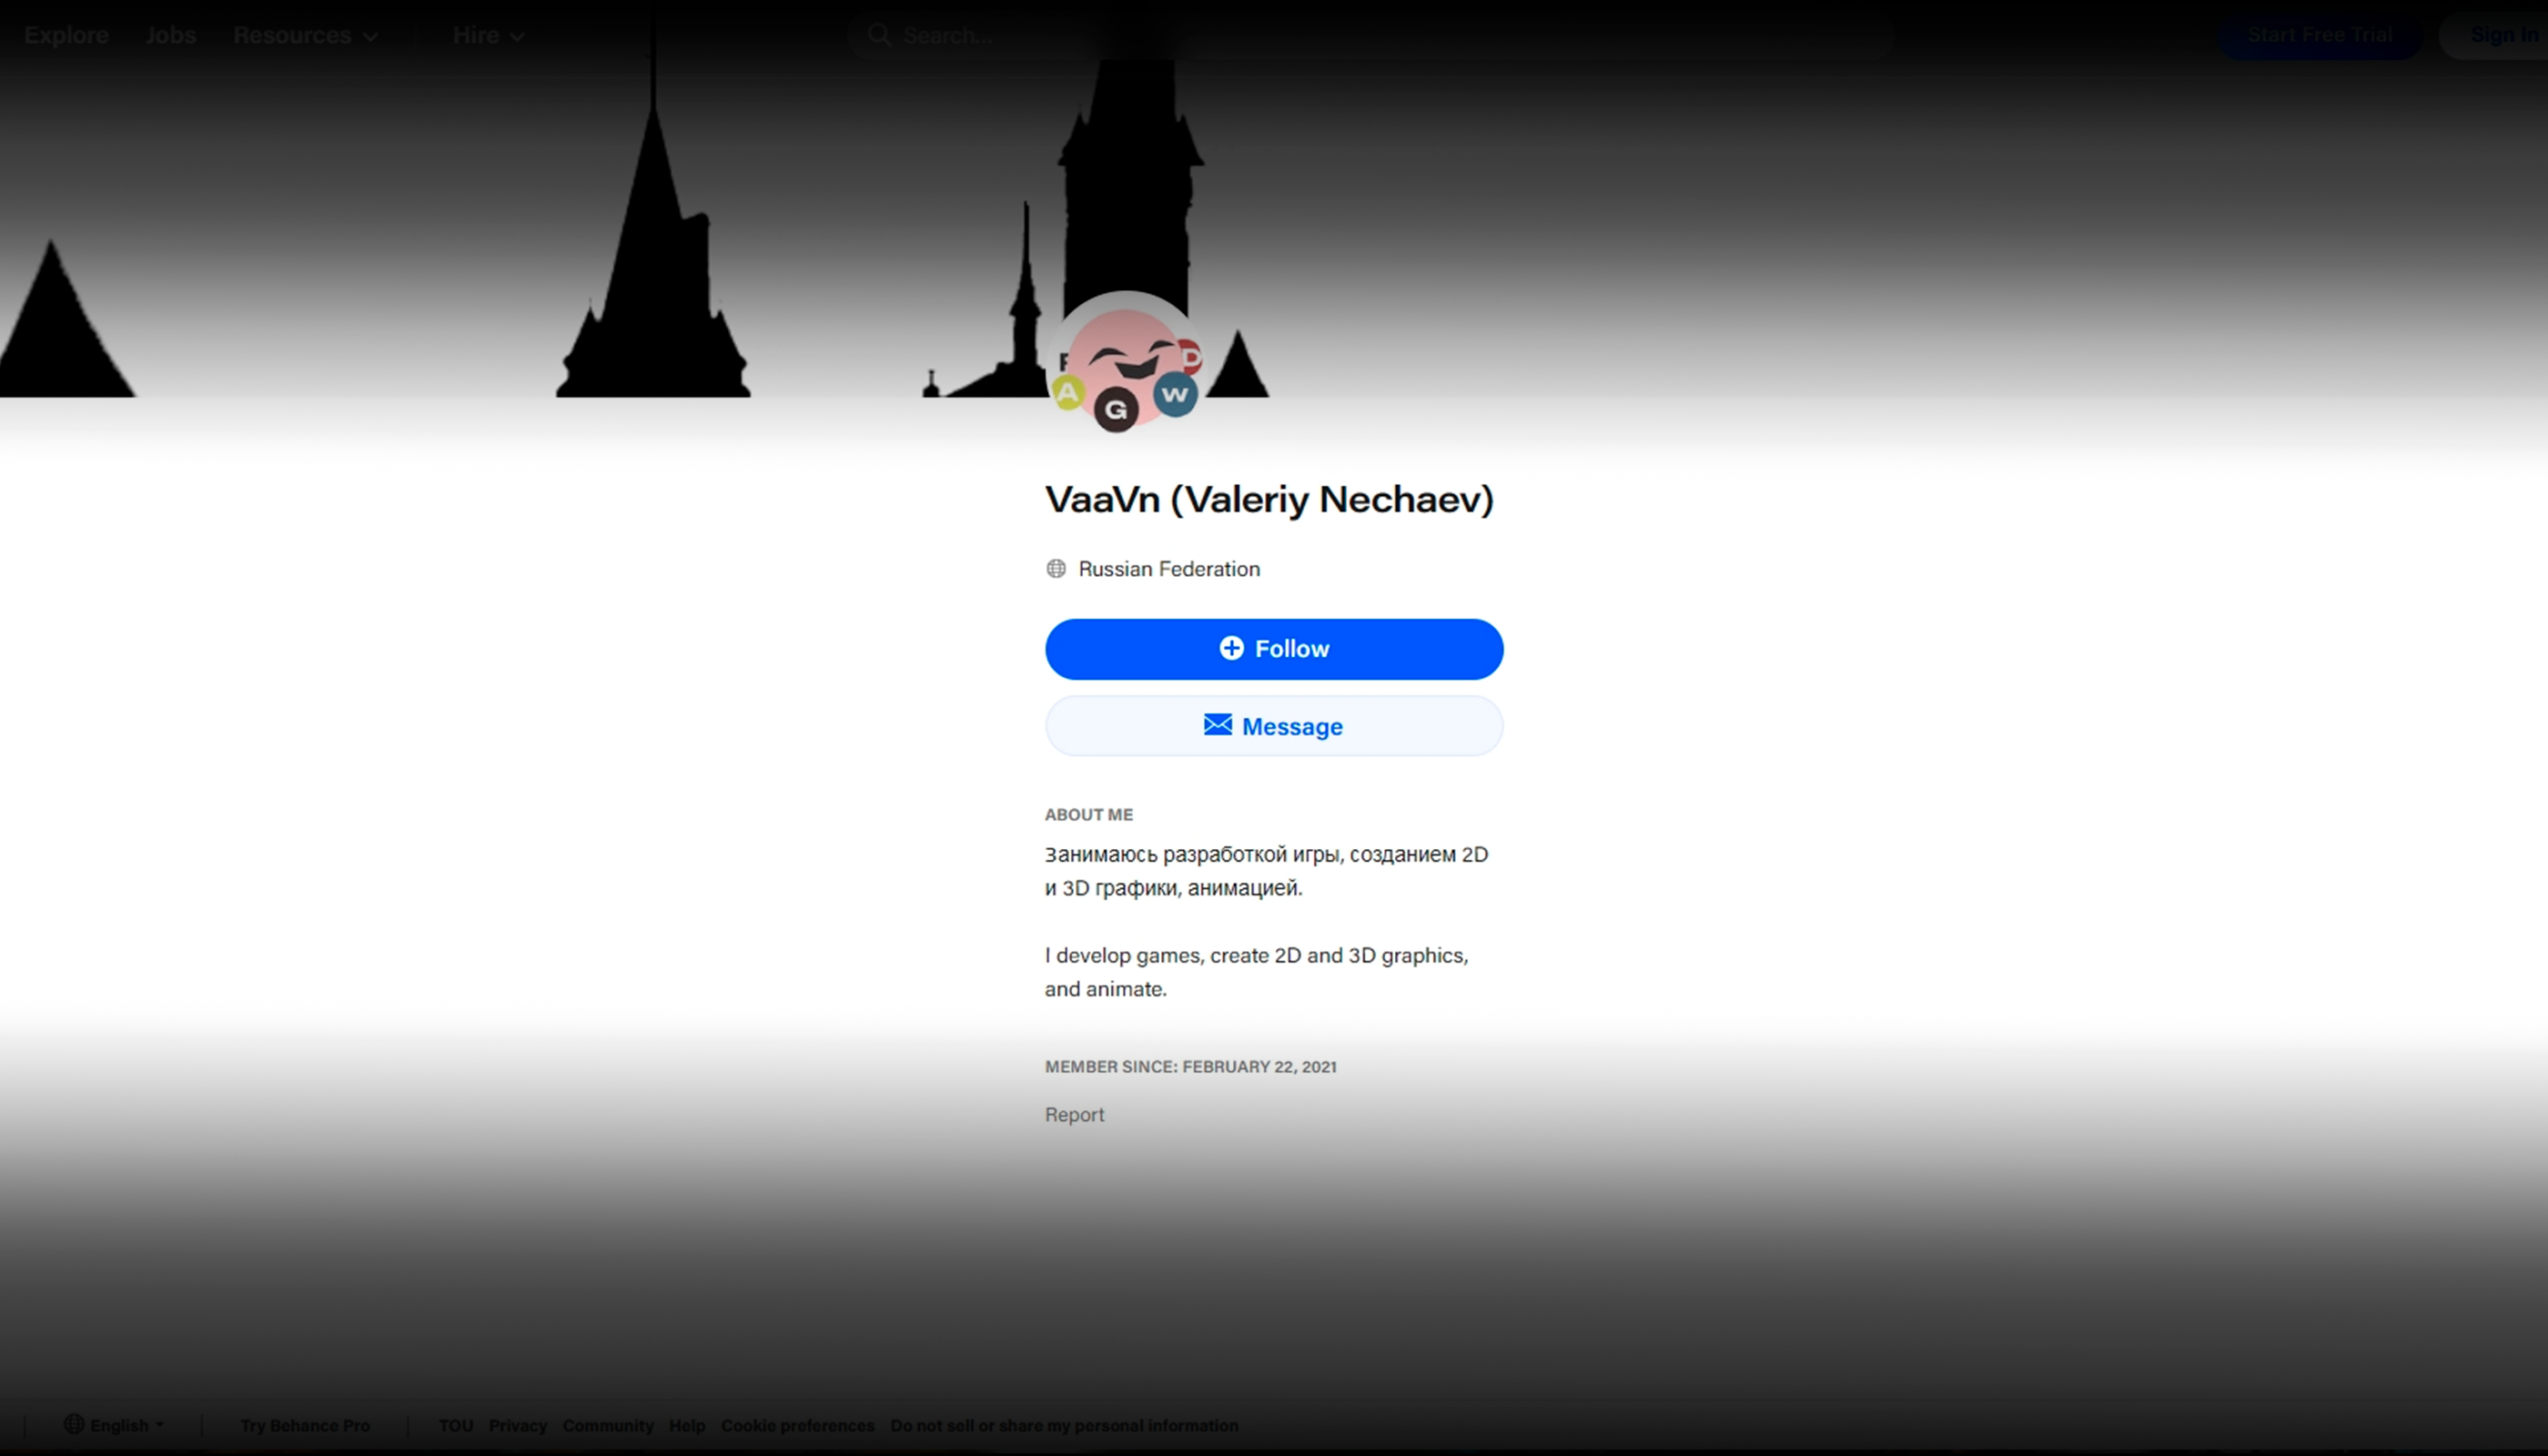 Explore Jobs Resources Hire Search... Start Free Trial Sign In
D
A
W
G
VaaVn (Valeriy Nechaev)
Russian Federation
Follow
Message
ABOUT ME
Занимаюсь разработкой игры, созданием 2D
и 3D графики, анимацией.
I develop games, create 2D and 3D graphics,
and animate.
MEMBER SINCE: FEBRUARY 22, 2021
Report
English Try Behance Pro TOU Privacy Community Help Cookie preferences Do not sell or share my personal information